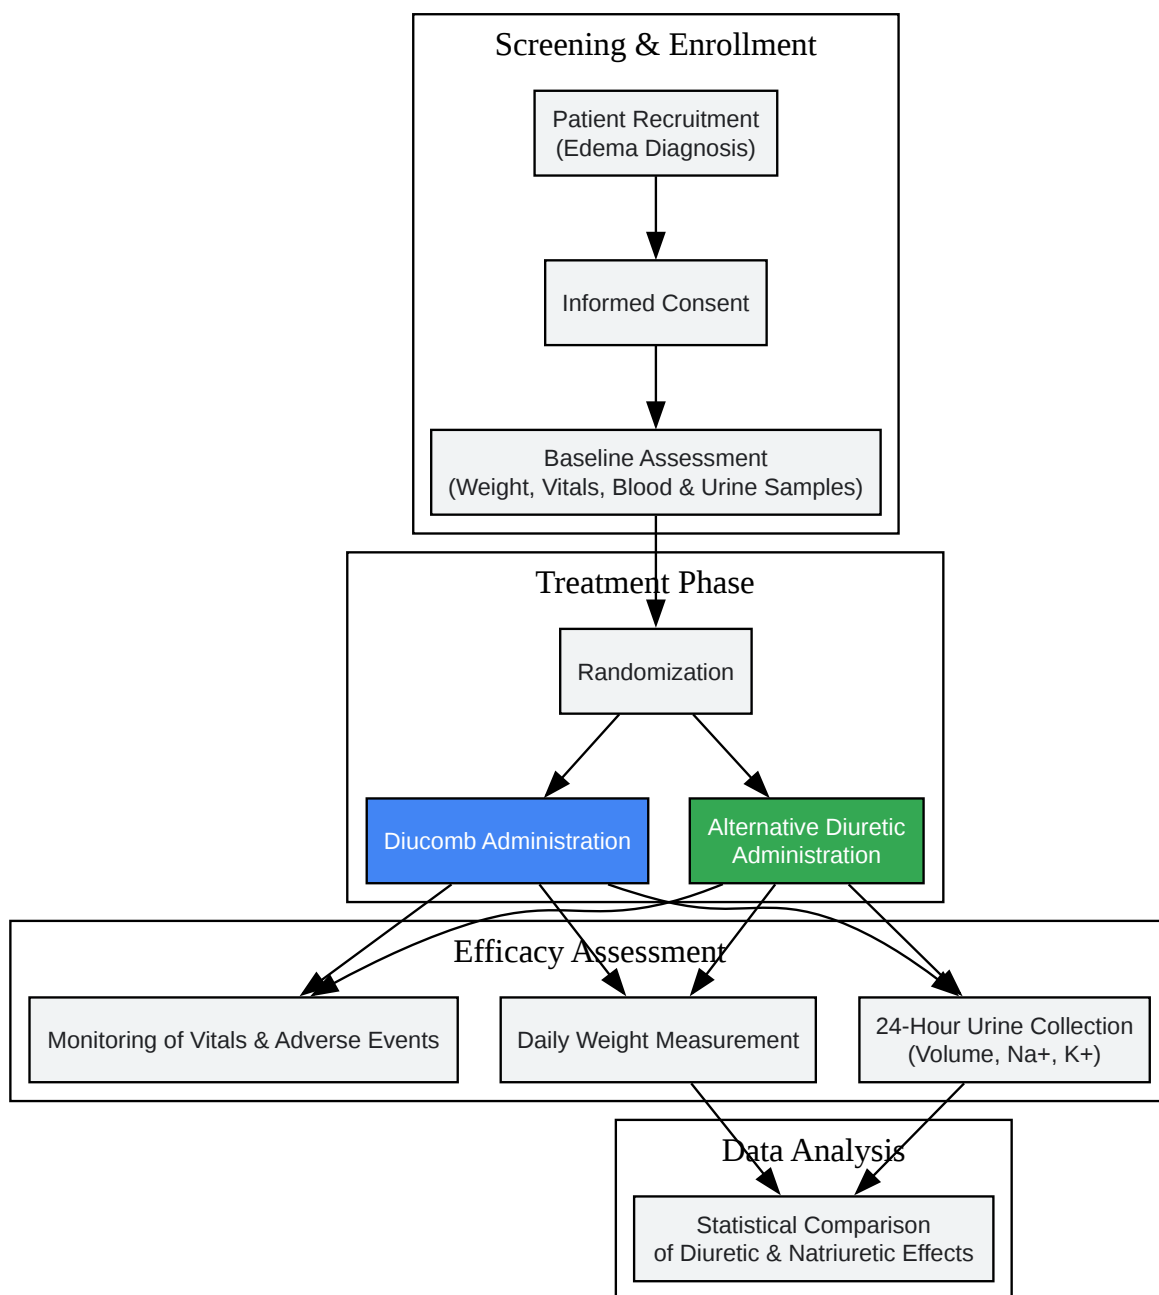 Screening & Enrollment
Patient Recruitment
(Edema Diagnosis)
Informed Consent
Baseline Assessment
(Weight, Vitals, Blood & Urine Samples)
Treatment Phase
Randomization
Diucomb Administration
Alternative Diuretic
Administration
Efficacy Assessment
Monitoring of Vitals & Adverse Events
Daily Weight Measurement
24-Hour Urine Collection
(Volume, Na+, K+)
Data Analysis
Statistical Comparison
of Diuretic & Natriuretic Effects